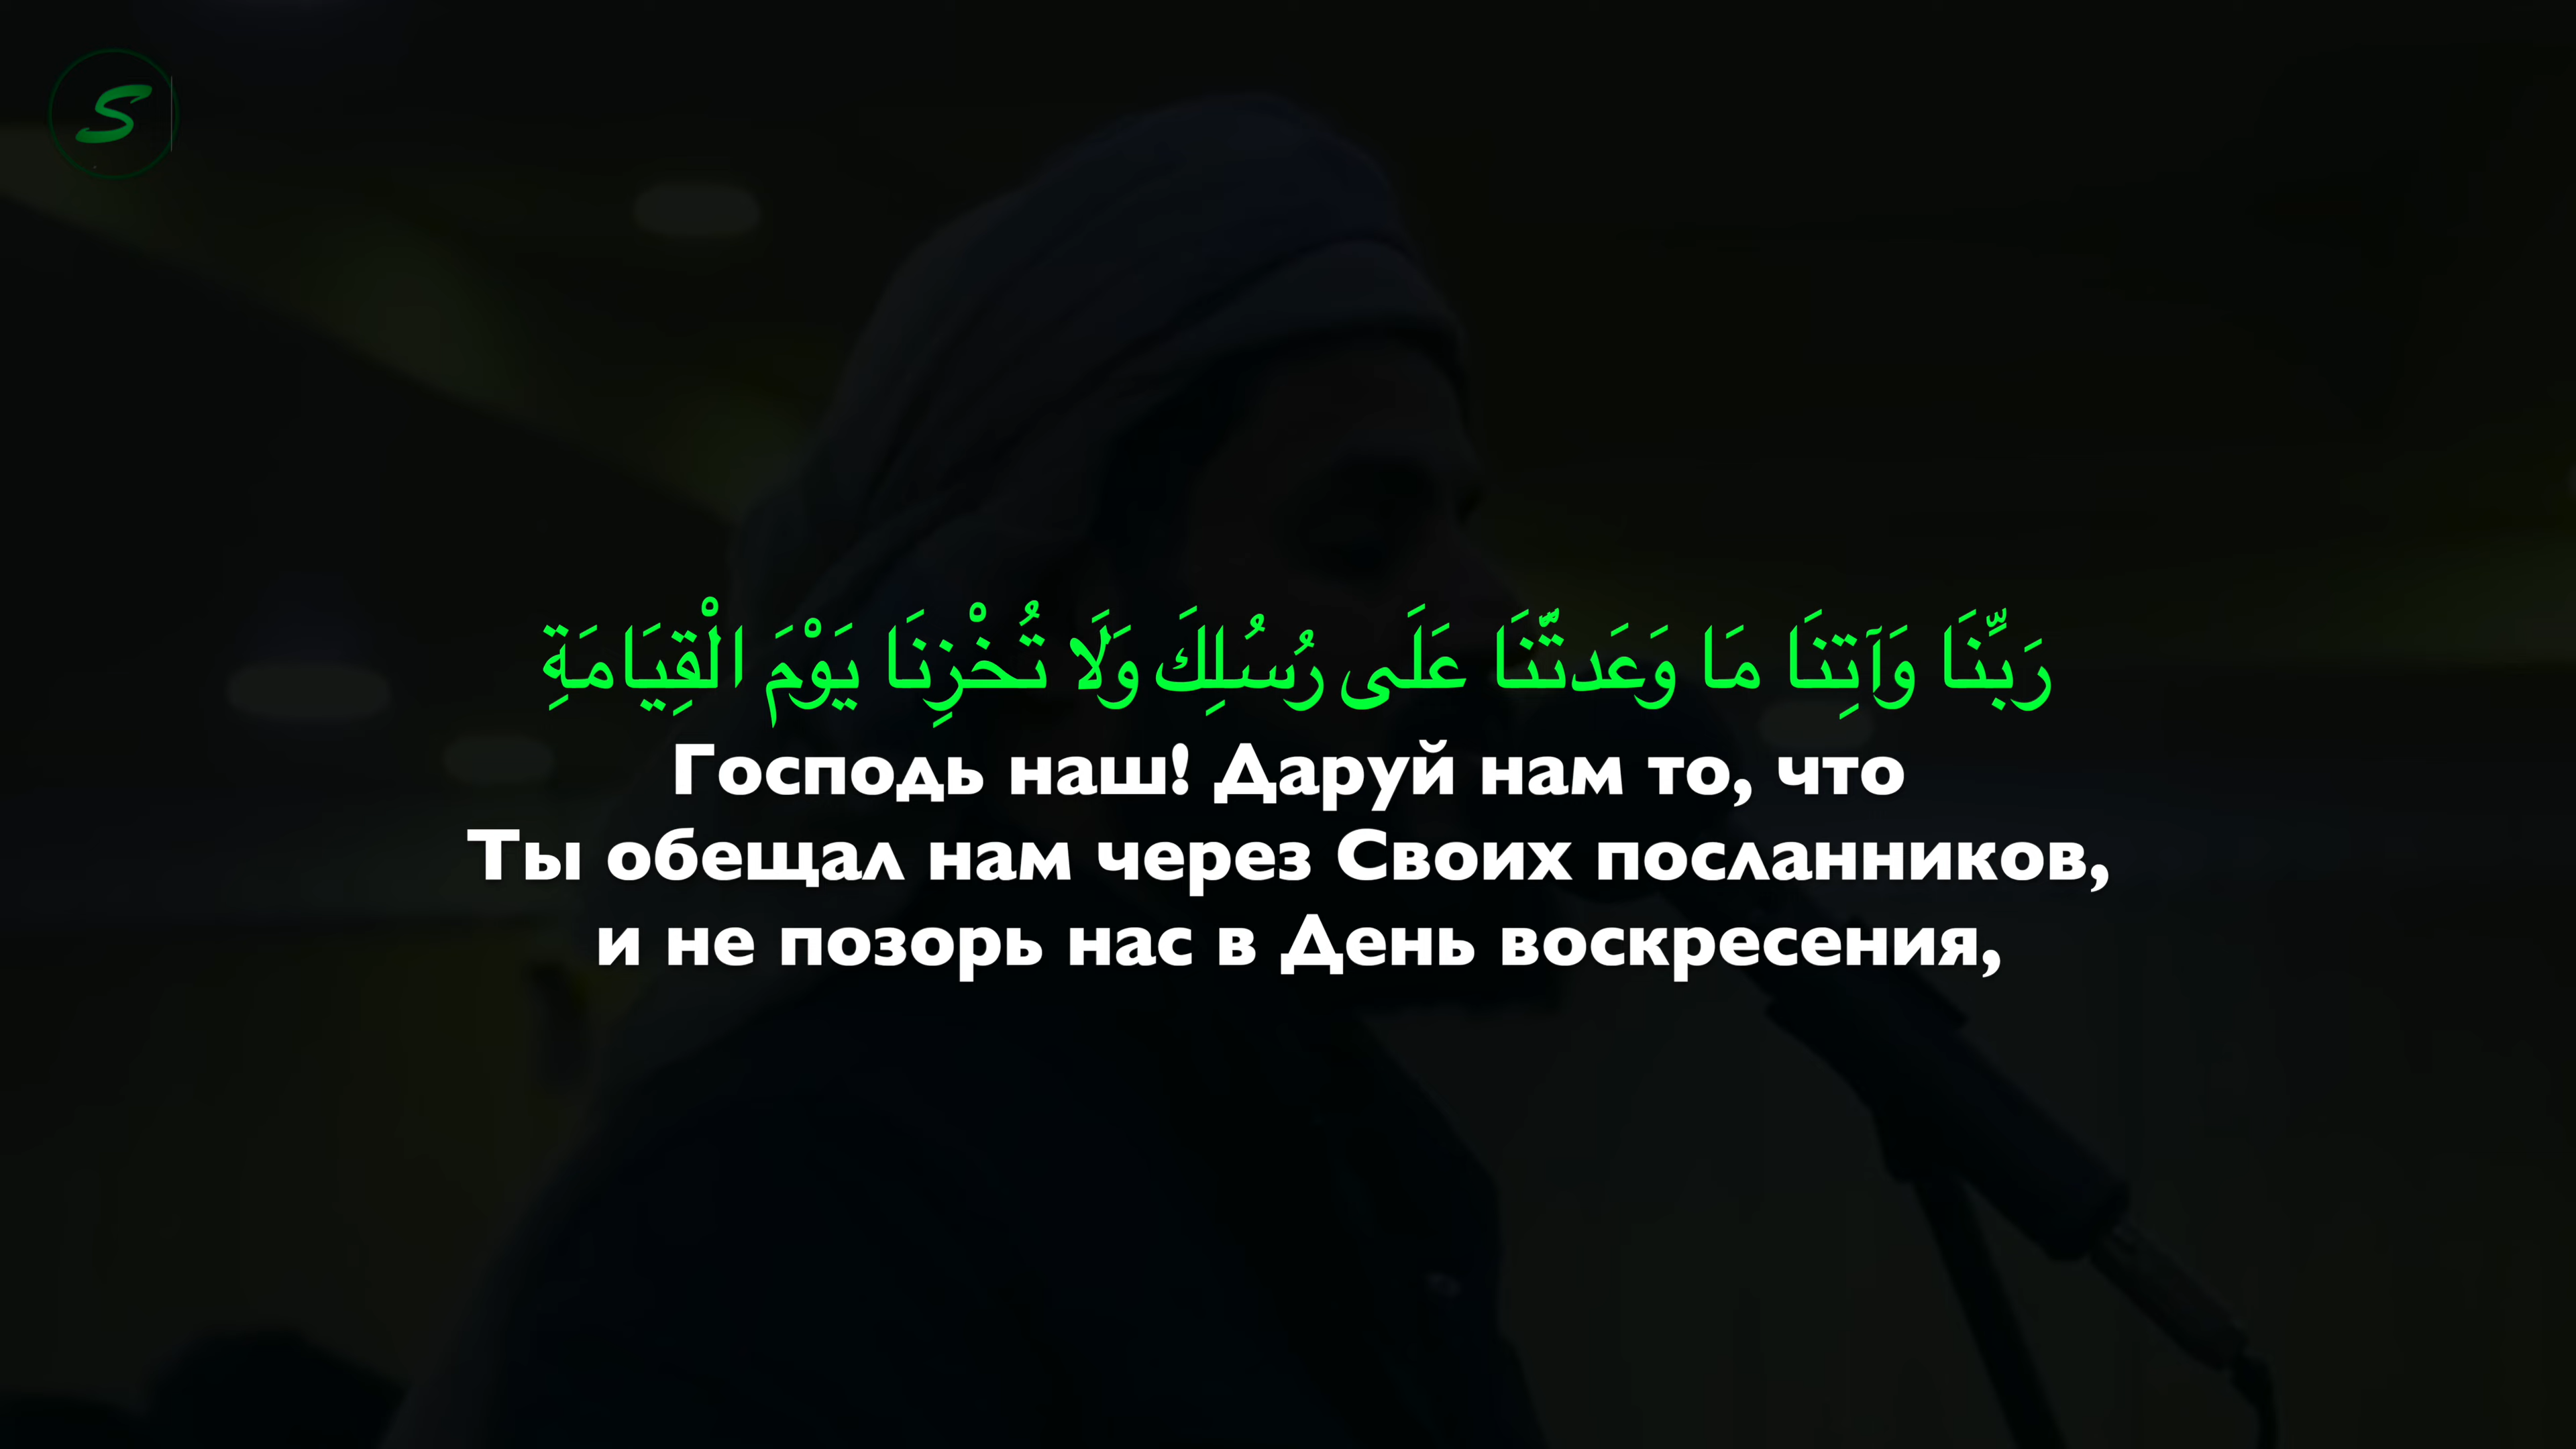 S
رَبِّنَا وَآتِنَا مَا وَعَدتَّنَا عَلَى رُسُلِكَ وَلَا تُخْزِنَا يَوْمَ الْقِيَامَةِ
Господь наш! Даруй нам то, что
Ты обещал нам через Своих посланников,
и не позорь нас в День воскресения,